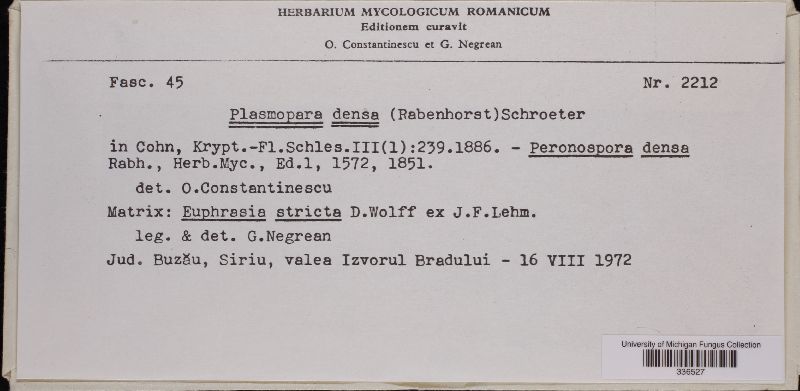 HERBARIUM MYCOLOGICUM ROMANICUM
Editionem curavit
O. Constantinescu et G. Negrean
Fasc. 45 Nr. 2212
Plasmopara densa (Rabenhorst)Schroeter
in Cohn, Krypt.-Fl.Schles.III(1):239.1886. - Peronospora densa
Rabh., Herb.Myc., Ed.1, 1572, 1851.
det. O.Constantinescu
Matrix: Euphrasia stricta D.Wolff ex J.F.Lehm.
leg. & det. G.Negrean
Jud. Buzău, Siriu, valea Izvorul Bradului - 16 VIII 1972
University of Michigan Fungus Collection
336527